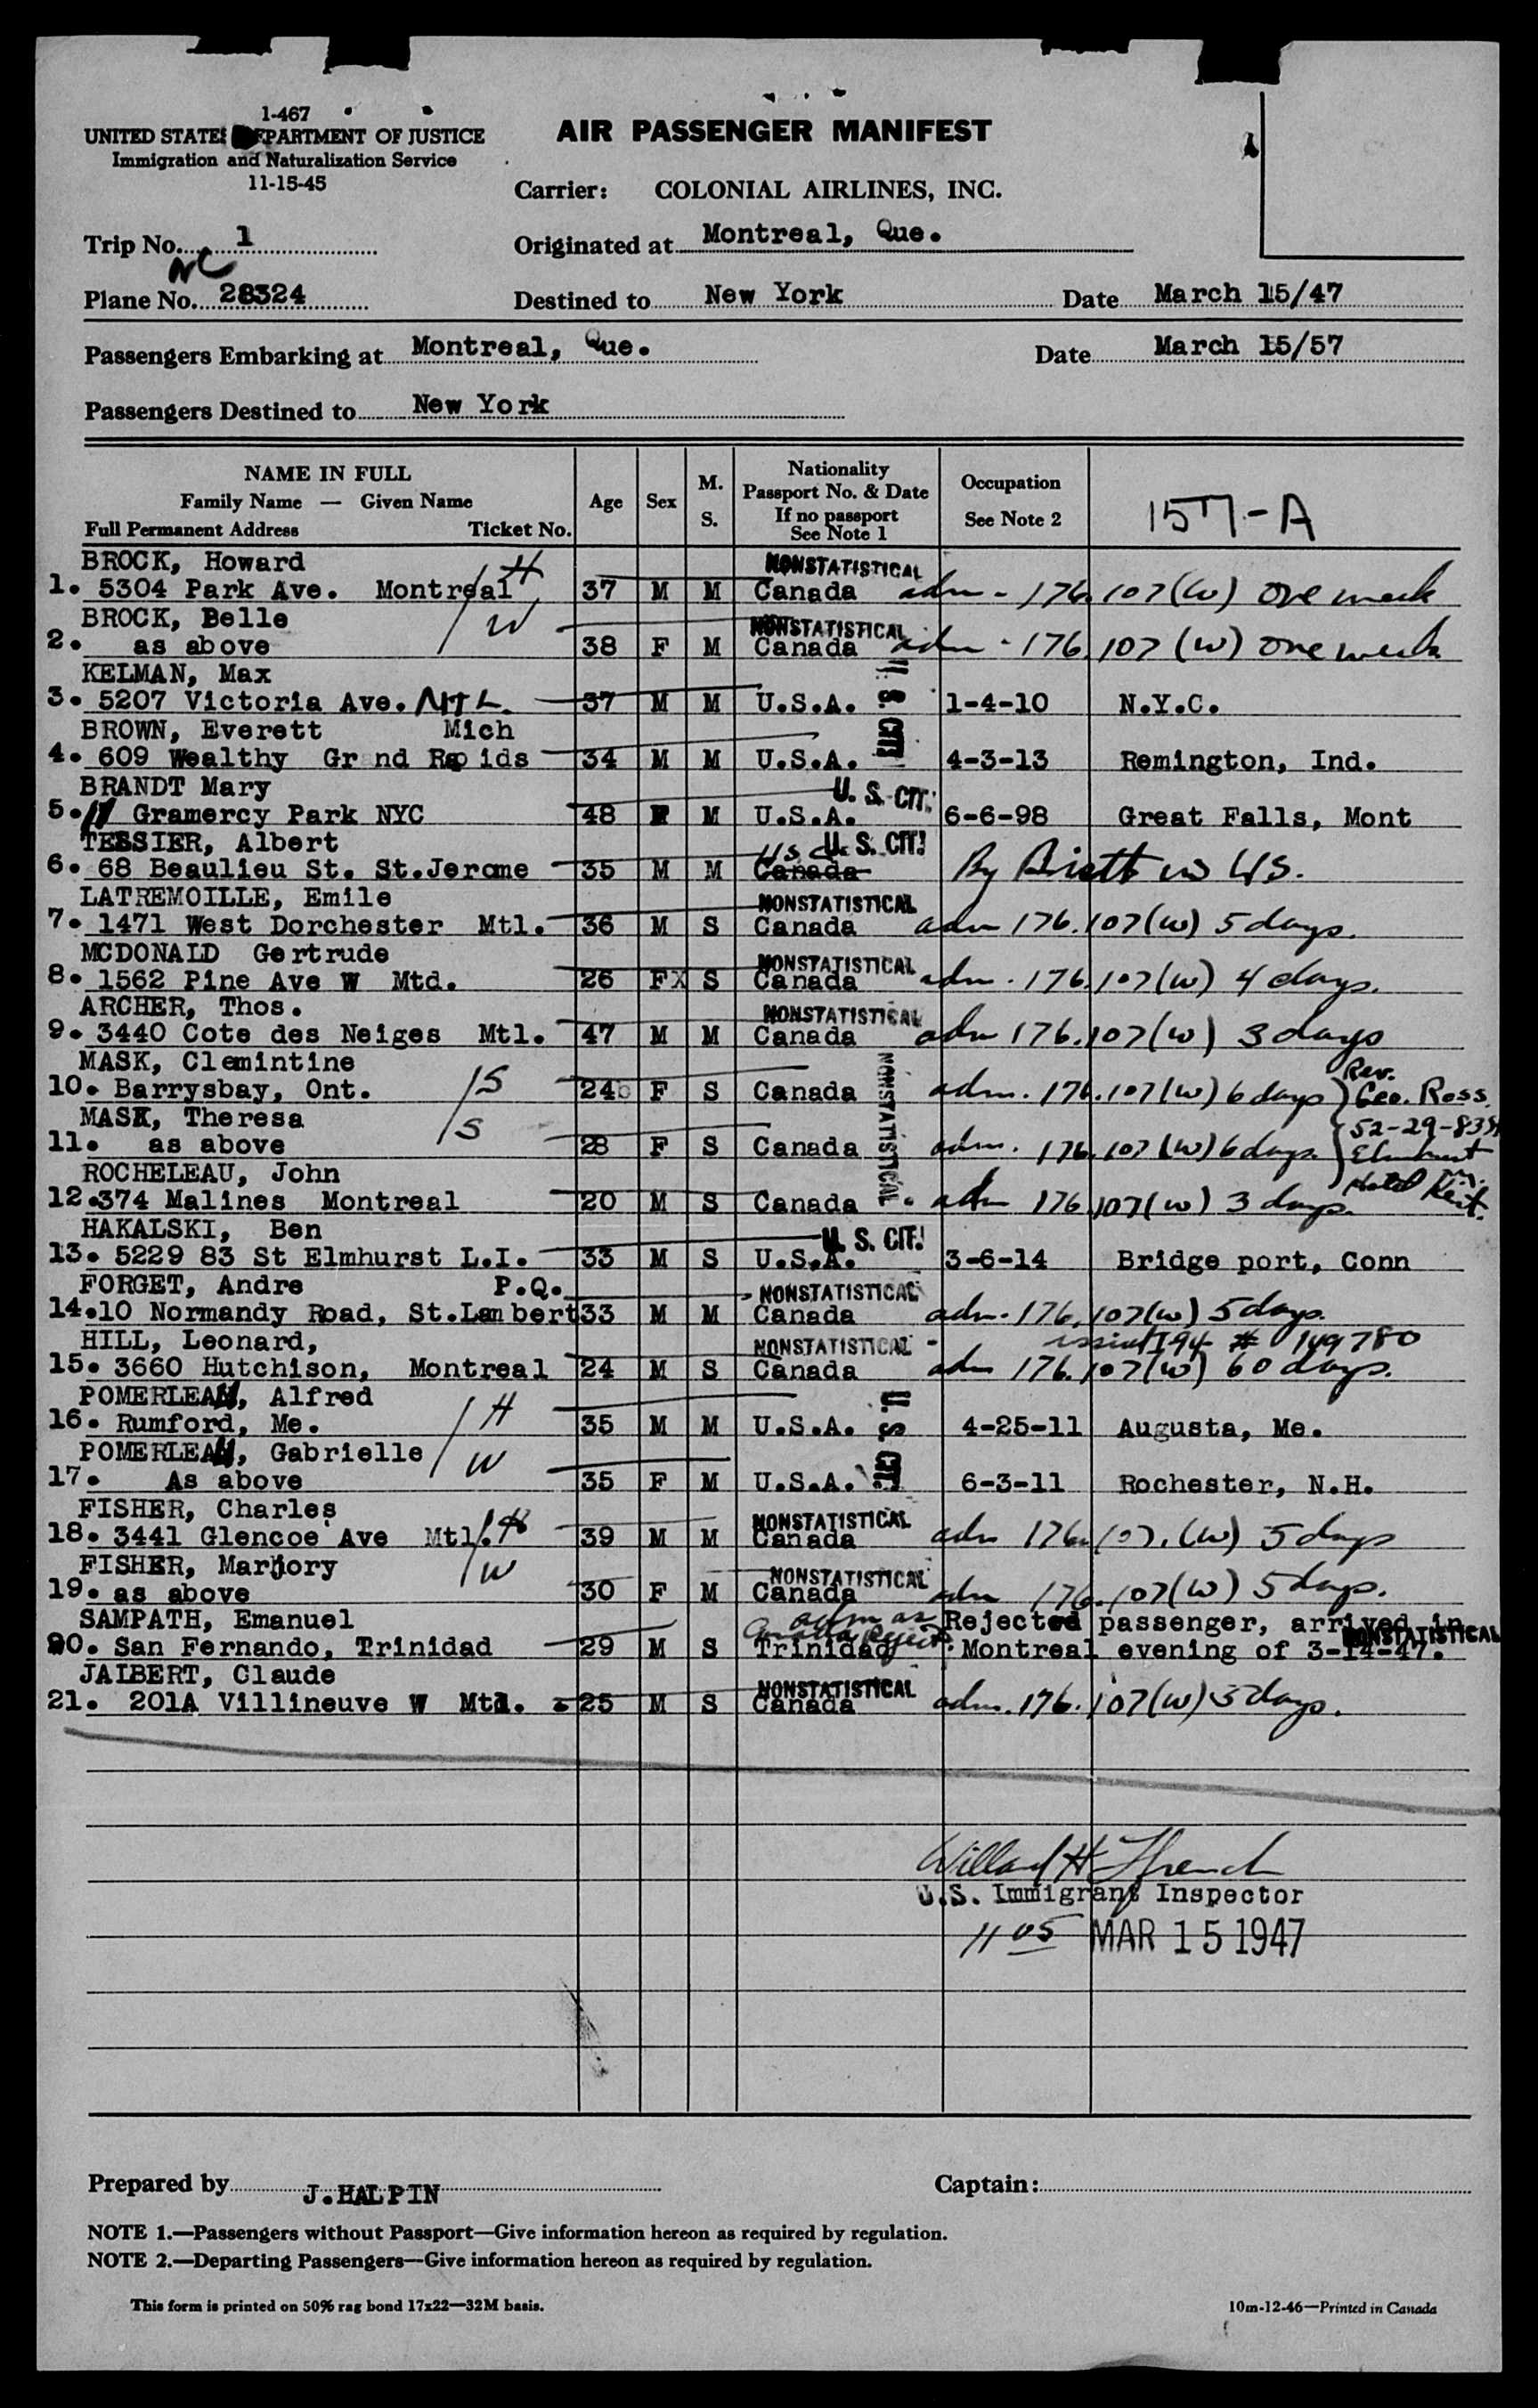 1-467
UNITED STATES DEPARTMENT OF JUSTICE
Immigration and Naturalization Service
11-15-45
AIR PASSENGER MANIFEST
Carrier: COLONIAL AIRLINES, INC.
Trip No. 1
Originated at Montreal, Que.
NC
Plane No. 28324
Destined to New York
Date March 15/47
Passengers Embarking at Montreal, Que.
Date March 15/57
Passengers Destined to New York
NAME IN FULL
Family Name — Given Name
Full Permanent Address Ticket No.
Age
Sex
M.
S.
Nationality
Passport No. & Date
If no passport
See Note 1
Occupation
See Note 2
157-A
BROCK, Howard H NONSTATISTICAL
1. 5304 Park Ave. Montreal 37 M M Canada adm - 176.107(W) one week
BROCK, Belle W NONSTATISTICAL
2. as above 38 F M Canada adm - 176.107 (W) one week
KELMAN, Max
3. 5207 Victoria Ave. MTL. 37 M M U.S.A. U. S. CIT. 1-4-10 N.Y.C.
BROWN, Everett Mich
4. 609 Wealthy Gr nd Rapids 34 M M U.S.A. 4-3-13 Remington, Ind.
BRANDT Mary U. S. CIT.
5. Gramercy Park NYC 48 F M U.S.A. 6-6-98 Great Falls, Mont
TESSIER, Albert U. S. CIT!
6. 68 Beaulieu St. St.Jerome 35 M M Canada By Birth in US.
LATREMOILLE, Emile NONSTATISTICAL
7. 1471 West Dorchester Mtl. 36 M S Canada adm 176.107(W) 5 days.
MCDONALD Gertrude NONSTATISTICAL
8. 1562 Pine Ave W Mtd. 26 FX S Canada adm. 176.107(W) 4 days.
ARCHER, Thos. NONSTATISTICAL
9. 3440 Cote des Neiges Mtl. 47 M M Canada adm 176.107(W) 3 days
MASK, Clemintine S Rev.
10. Barrysbay, Ont. 24 F S Canada NONSTATISTICAL adm. 176.107(W) 6 days Geo. Ross
MASK, Theresa S 52-29-83St
11. as above 28 F S Canada adm. 176.107(W) 6 days. Elmhurst
ROCHELEAU, John
12.374 Malines Montreal 20 M S Canada adm 176.107(W) 3 days. Hotel
HAKALSKI, Ben U. S. CIT!
13. 5229 83 St Elmhurst L.I. 33 M S U.S.A. 3-6-14 Bridge port, Conn
FORGET, Andre P.Q. NONSTATISTICAL
14.10 Normandy Road, St.Lambert 33 M M Canada adm. 176.107(W) 5 days.
HILL, Leonard, NONSTATISTICAL issued I 94 # 149780
15. 3660 Hutchison, Montreal 24 M S Canada adm 176.107(W) 60 days.
POMERLEAU, Alfred H
16. Rumford, Me. 35 M M U.S.A. U. S. CIT. 4-25-11 Augusta, Me.
POMERLEAU, Gabrielle W
17. As above 35 F M U.S.A. 6-3-11 Rochester, N.H.
FISHER, Charles H NONSTATISTICAL
18. 3441 Glencoe Ave Mtl. 39 M M Canada adm 176.107.(W) 5 days
FISHER, Marjory W NONSTATISTICAL
19. as above 30 F M Canada adm 176.107(W) 5 days.
SAMPATH, Emanuel Rejected passenger, arrived in
20. San Fernando, Trinidad 29 M S Trinidad Montreal evening of 3-14-47. NONSTATISTICAL
JAIBERT, Claude NONSTATISTICAL
21. 201A Villineuve W Mtl. 25 M S Canada adm. 176.107(W) 3 days.
Willard H French
U.S. Immigrant Inspector
11 05 MAR 15 1947
Prepared by J.HALPIN
Captain:
NOTE 1.—Passengers without Passport—Give information hereon as required by regulation.
NOTE 2.—Departing Passengers—Give information hereon as required by regulation.
This form is printed on 50% rag bond 17x22—32M basis.
10m-12-46—Printed in Canada